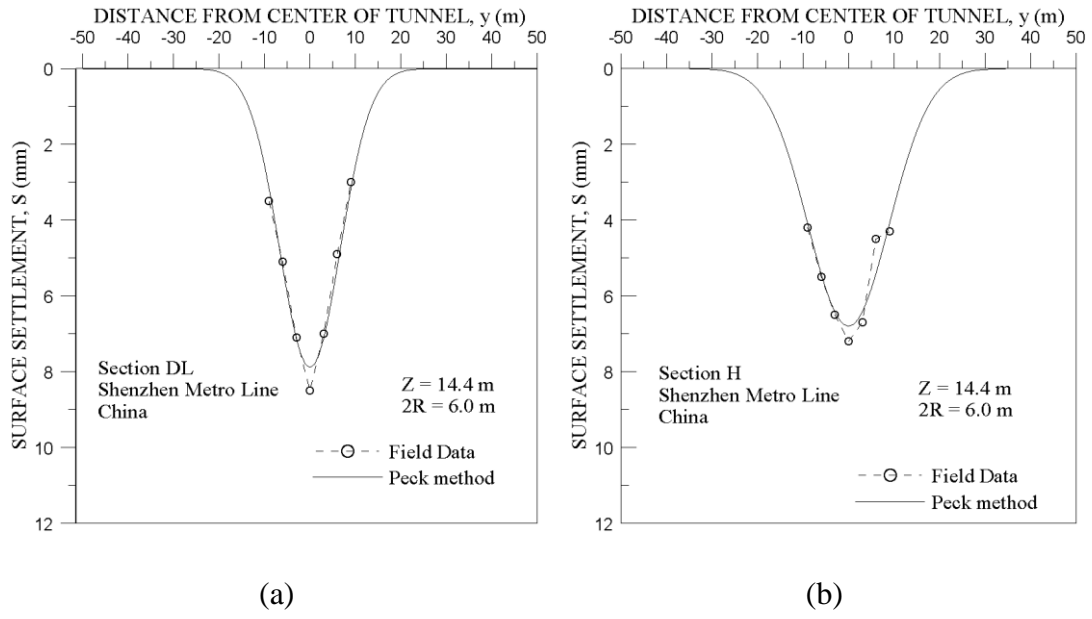 DISTANCE FROM CENTER OF TUNNEL, y (m)
-50 -40 -30 -20 -10 0 10 20 30 40 50
0
2
4
6
8
10
12
SURFACE SETTLEMENT, S (mm)
Section DL
Shenzhen Metro Line
China
Z = 14.4 m
2R = 6.0 m
Field Data
Peck method
(a)
DISTANCE FROM CENTER OF TUNNEL, y (m)
-50 -40 -30 -20 -10 0 10 20 30 40 50
0
2
4
6
8
10
12
SURFACE SETTLEMENT, S (mm)
Section H
Shenzhen Metro Line
China
Z = 14.4 m
2R = 6.0 m
Field Data
Peck method
(b)